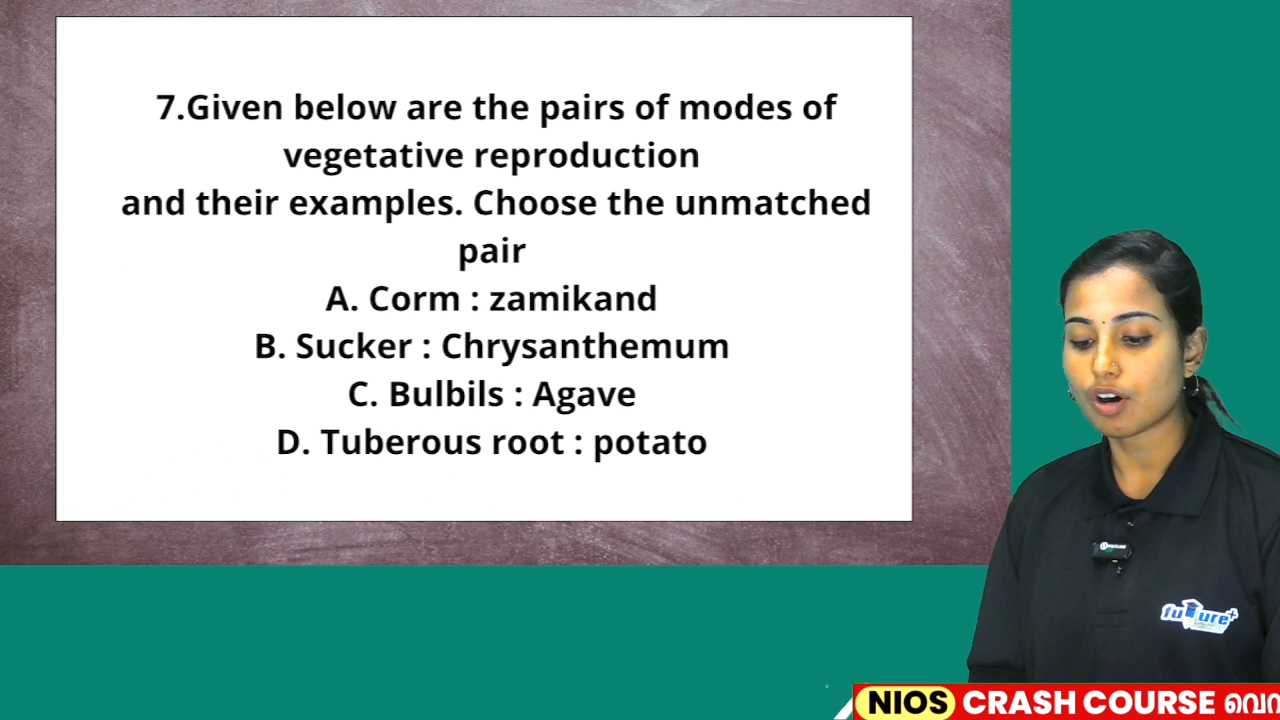 7.Given below are the pairs of modes of
vegetative reproduction
and their examples. Choose the unmatched
pair
A. Corm : zamikand
B. Sucker : Chrysanthemum
C. Bulbils : Agave
D. Tuberous root : potato
future+
NIOS CRASH COURSE